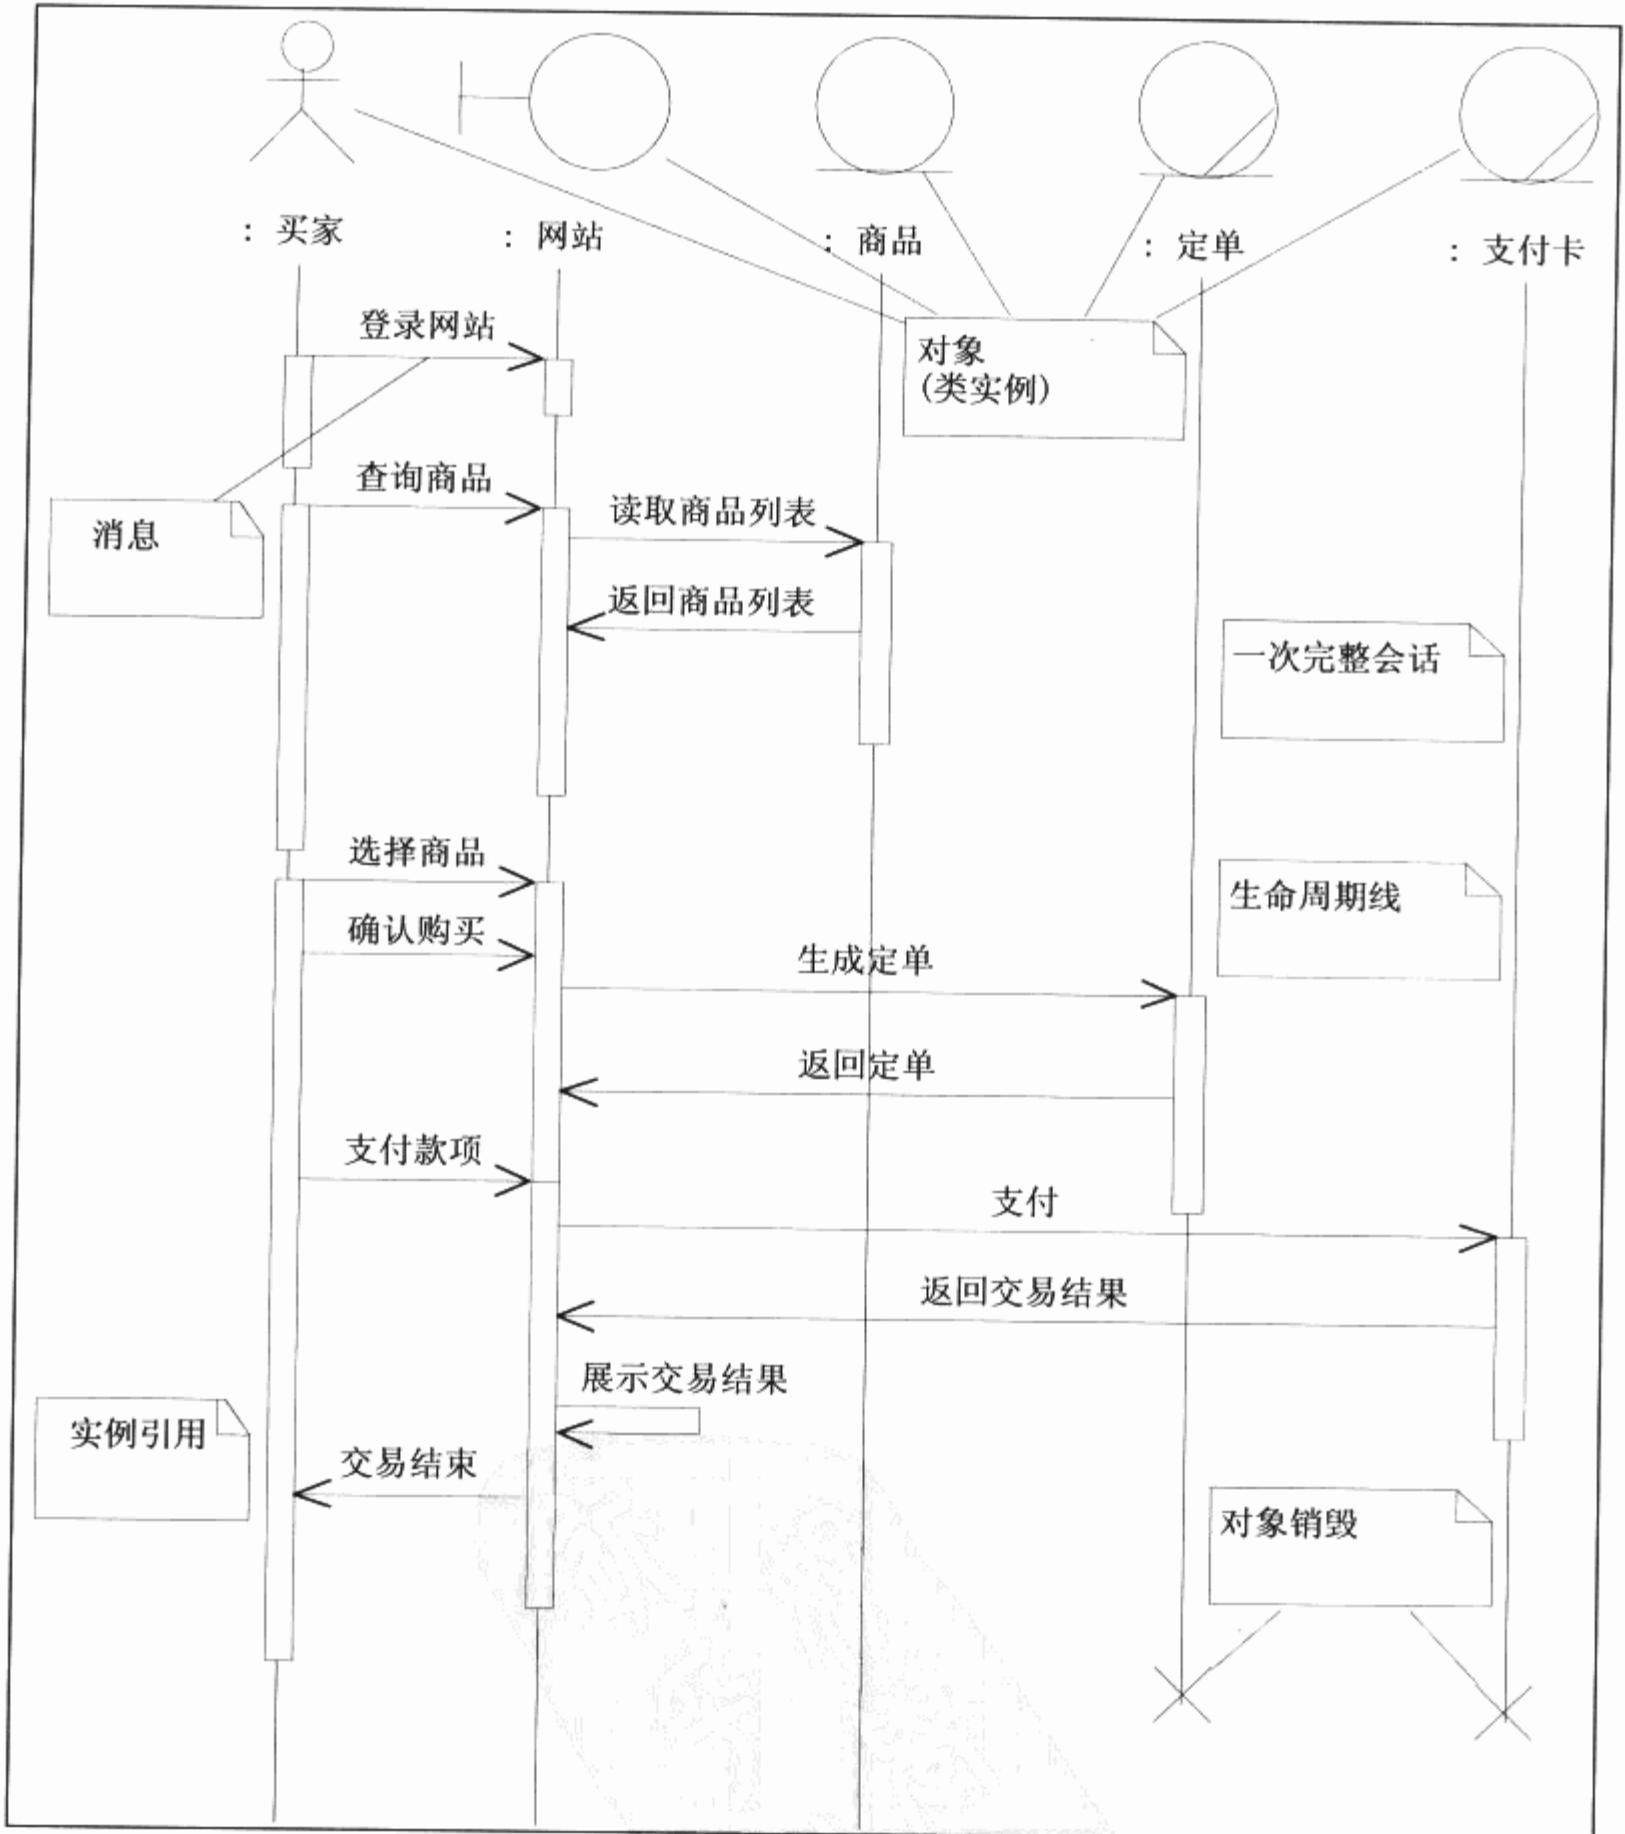 : 买家
: 网站
: 商品
: 定单
: 支付卡
登录网站
对象
(类实例)
查询商品
读取商品列表
消息
返回商品列表
一次完整会话
选择商品
生命周期线
确认购买
生成定单
返回定单
支付款项
支付
返回交易结果
展示交易结果
实例引用
交易结束
对象销毁